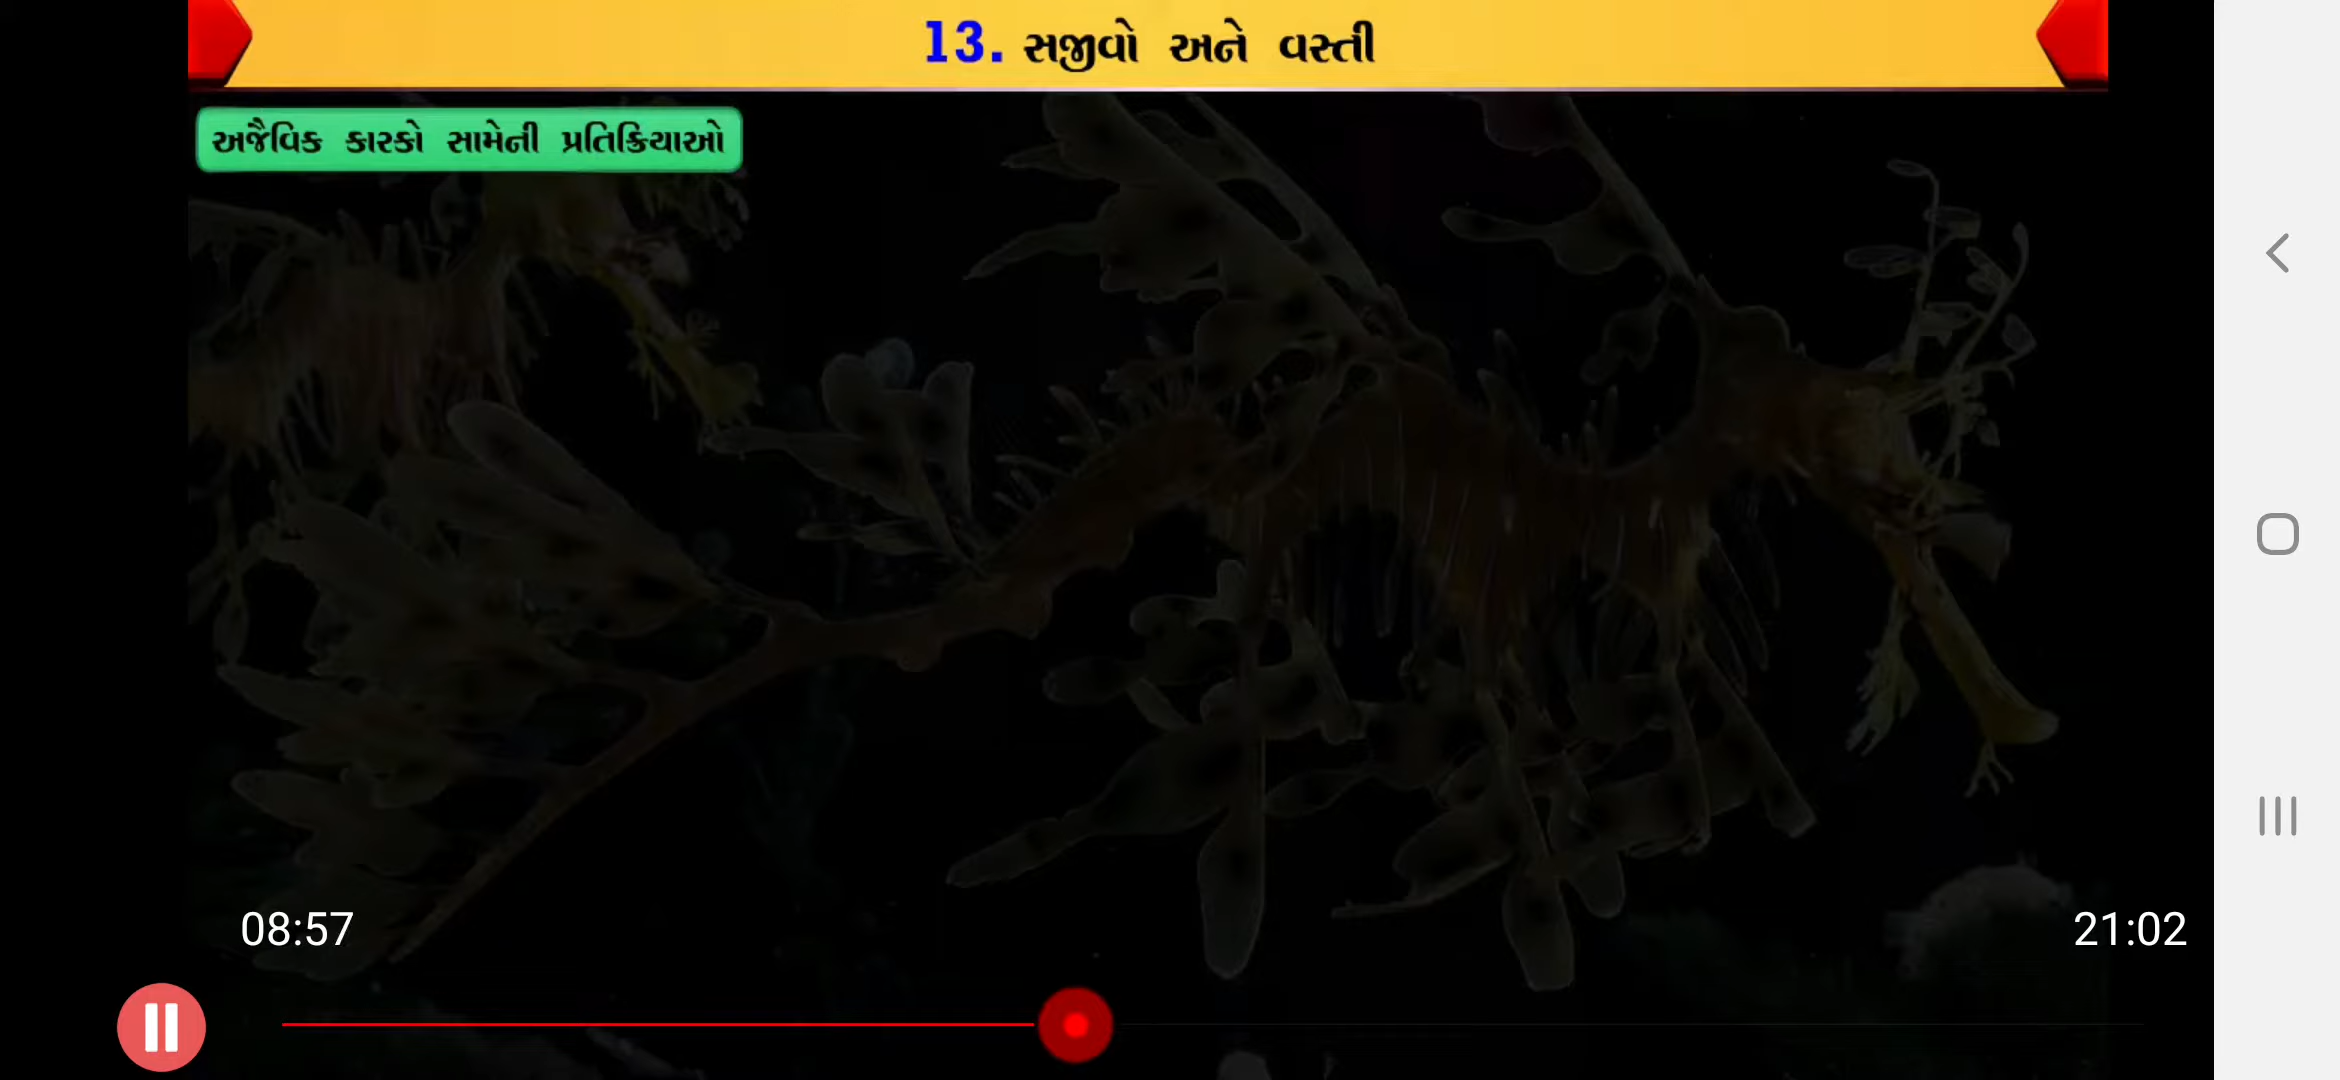 13. સજીવો અને વસ્તી
અજૈવિક કારકો સામેની પ્રતિક્રિયાઓ
08:57
21:02